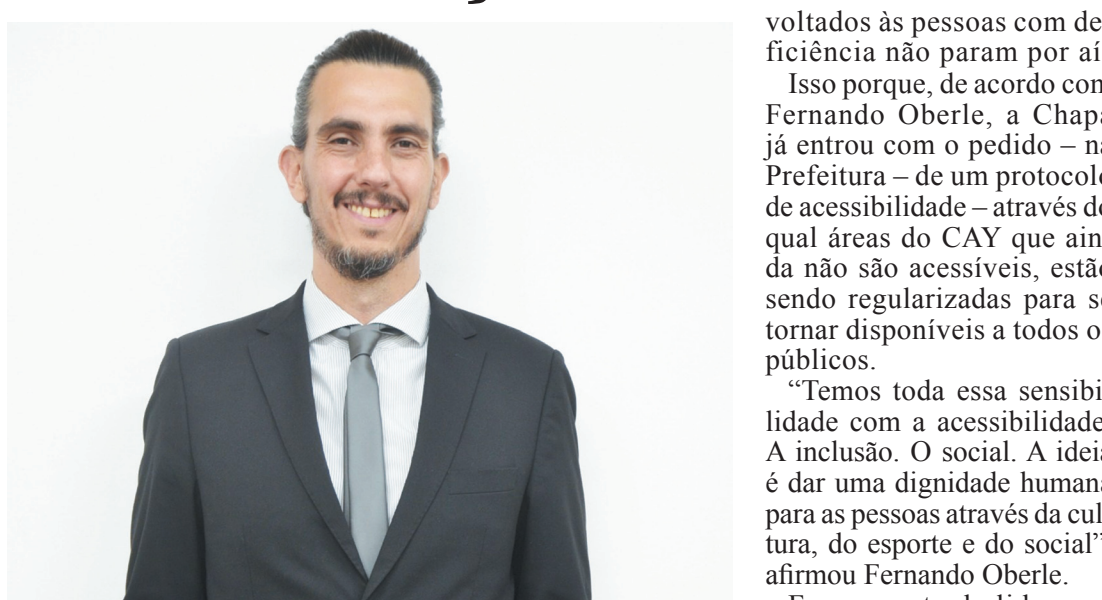 voltados às pessoas com de
ficiência não param por aí
Isso porque, de acordo com
Fernando Oberle, a Chapa
já entrou com o pedido – na
Prefeitura – de um protocolo
de acessibilidade – através do
qual áreas do CAY que ain
da não são acessíveis, estão
sendo regularizadas para se
tornar disponíveis a todos o
públicos.
“Temos toda essa sensibi
lidade com a acessibilidade
A inclusão. O social. A ideia
é dar uma dignidade humana
para as pessoas através da cul
tura, do esporte e do social”
afirmou Fernando Oberle.